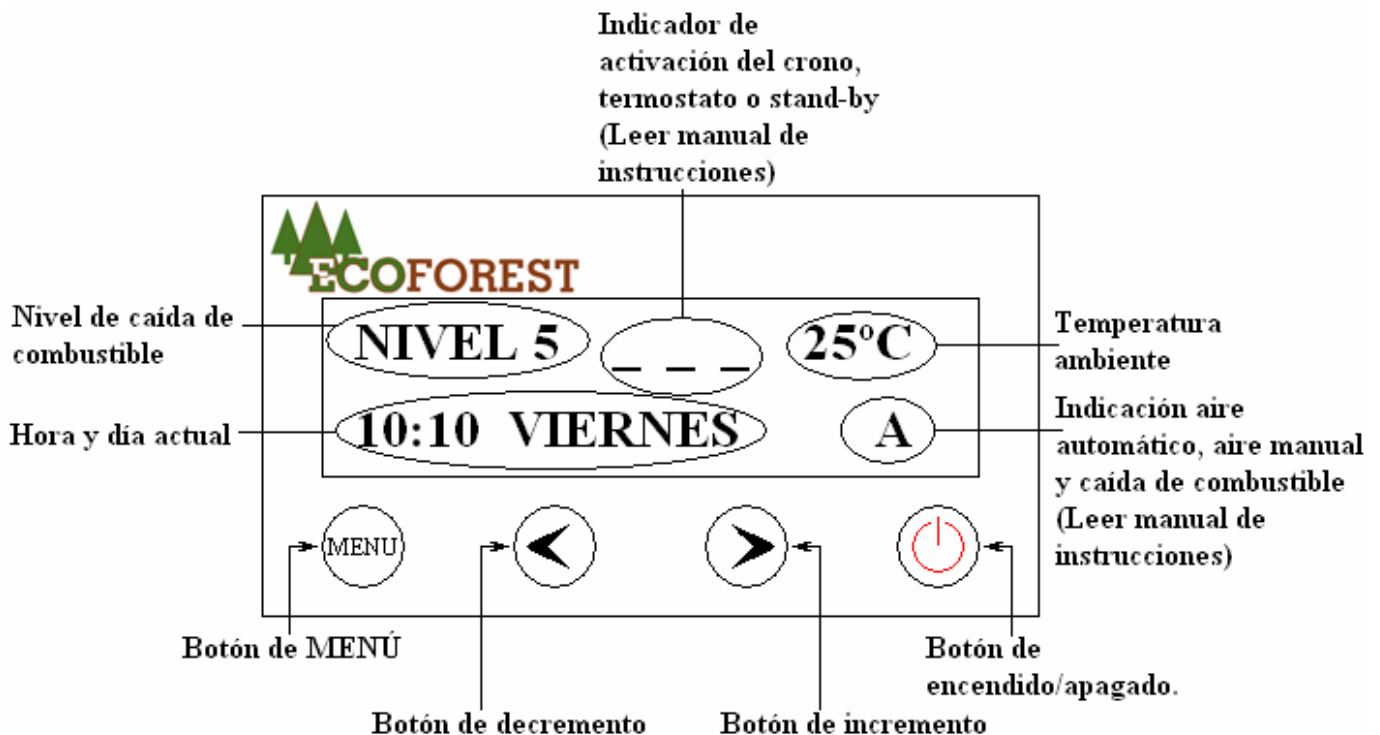 Indicador de
activación del crono,
termostato o stand-by
(Leer manual de
instrucciones)
ECOFOREST
Nivel de caída de
combustible
NIVEL 5
_ _ _
25ºC
Temperatura
ambiente
Hora y día actual
10:10 VIERNES
A
Indicación aire
automático, aire manual
y caída de combustible
(Leer manual de
instrucciones)
MENU
Botón de MENÚ
Botón de decremento
Botón de incremento
Botón de
encendido/apagado.